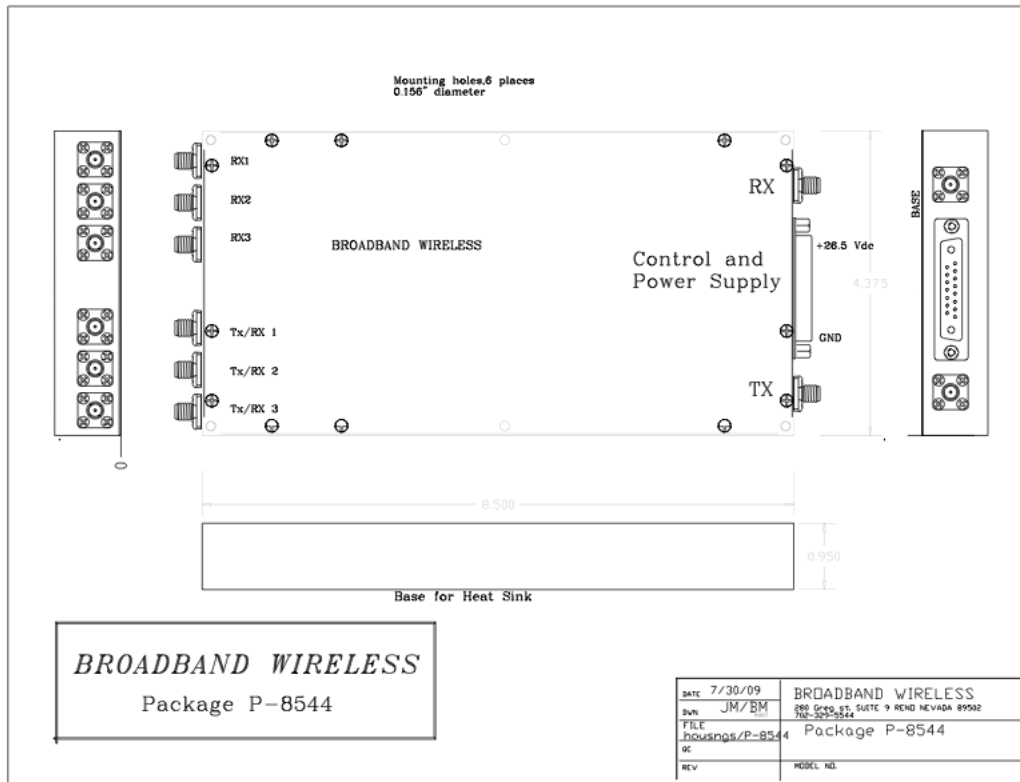 Mounting holes,6 places
0.156" diameter
RX1
RX2
RX3
BROADBAND WIRELESS
Tx/RX 1
Tx/RX 2
Tx/RX 3
RX
+26.5 Vdc
Control and
Power Supply
GND
TX
4.375
BASE
0
8.500
0.950
Base for Heat Sink
BROADBAND WIRELESS
Package P-8544
DATE 7/30/09
DWN JM/BM
FILE
housngs/P-8544
QC
REV
BROADBAND WIRELESS
280 Greg st. SUITE 9 RENO NEVADA 89502
702-329-5544
Package P-8544
MODEL NO.